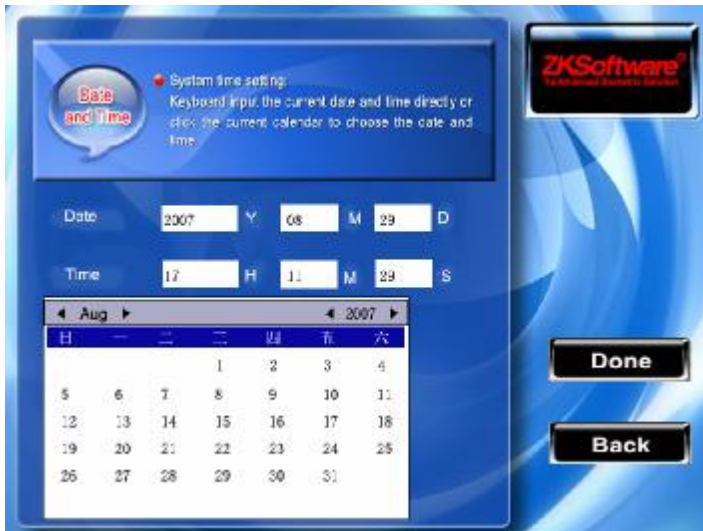 Date
and Time
System time setting:
Keyboard input the current date and time directly or
click the current calendar to choose the date and
time
ZKSoftware®
Date 2007 Y 08 M 29 D
Time 17 H 11 M 29 S
Aug 2007
日 一 二 三 四 五 六
1 2 3 4
5 6 7 8 9 10 11
12 13 14 15 16 17 18
19 20 21 22 23 24 25
26 27 28 29 30 31
Done
Back